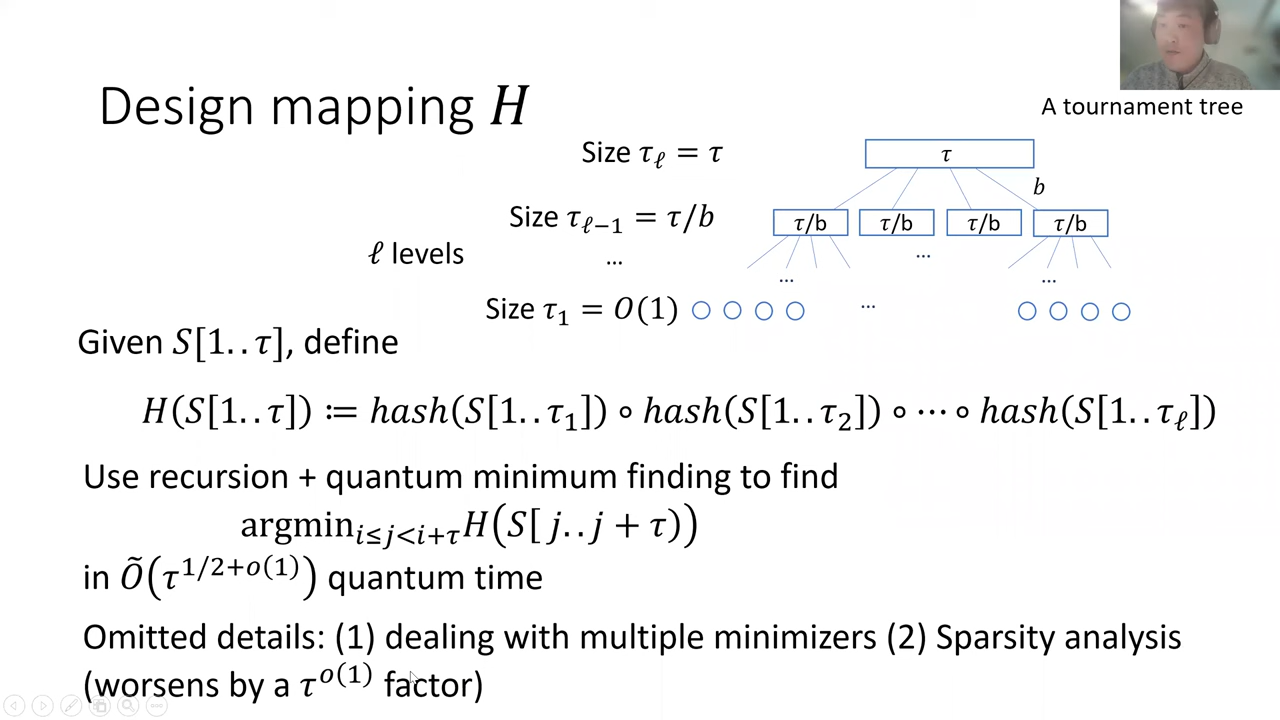 Design mapping H
A tournament tree
Size τ_ℓ = τ
τ
b
Size τ_{ℓ−1} = τ/b
τ/b τ/b τ/b τ/b
ℓ levels
... ...
... ...
Size τ_1 = O(1)
...
Given S[1..τ], define
H(S[1..τ]) ≔ hash(S[1..τ_1]) ∘ hash(S[1..τ_2]) ∘ ⋯ ∘ hash(S[1..τ_ℓ])
Use recursion + quantum minimum finding to find
argmin_{i≤j<i+τ} H(S[j..j + τ))
in Õ(τ^{1/2+o(1)}) quantum time
Omitted details: (1) dealing with multiple minimizers (2) Sparsity analysis
(worsens by a τ^{o(1)} factor)